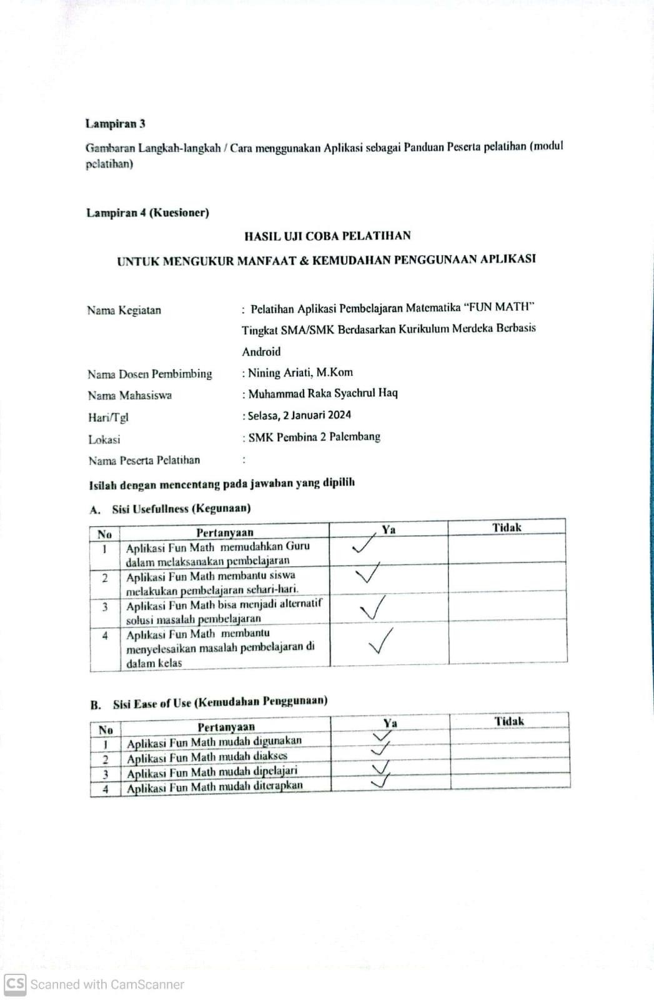 Lampiran 3
Gambaran Langkah-langkah / Cara menggunakan Aplikasi sebagai Panduan Peserta pelatihan (modul
pelatihan)
Lampiran 4 (Kuesioner)
HASIL UJI COBA PELATIHAN
UNTUK MENGUKUR MANFAAT & KEMUDAHAN PENGGUNAAN APLIKASI
Nama Kegiatan : Pelatihan Aplikasi Pembelajaran Matematika “FUN MATH”
Tingkat SMA/SMK Berdasarkan Kurikulum Merdeka Berbasis
Android
Nama Dosen Pembimbing : Nining Ariati, M.Kom
Nama Mahasiswa : Muhammad Raka Syachrul Haq
Hari/Tgl : Selasa, 2 Januari 2024
Lokasi : SMK Pembina 2 Palembang
Nama Peserta Pelatihan :
Isilah dengan mencentang pada jawaban yang dipilih
A. Sisi Usefullness (Kegunaan)
No Pertanyaan Ya Tidak
1 Aplikasi Fun Math memudahkan Guru ✓
dalam melaksanakan pembelajaran
2 Aplikasi Fun Math membantu siswa ✓
melakukan pembelajaran sehari-hari.
3 Aplikasi Fun Math bisa menjadi alternatif ✓
solusi masalah pembelajaran
4 Aplikasi Fun Math membantu ✓
menyelesaikan masalah pembelajaran di
dalam kelas
B. Sisi Ease of Use (Kemudahan Penggunaan)
No Pertanyaan Ya Tidak
1 Aplikasi Fun Math mudah digunakan ✓
2 Aplikasi Fun Math mudah diakses ✓
3 Aplikasi Fun Math mudah dipelajari ✓
4 Aplikasi Fun Math mudah diterapkan ✓
CS Scanned with CamScanner